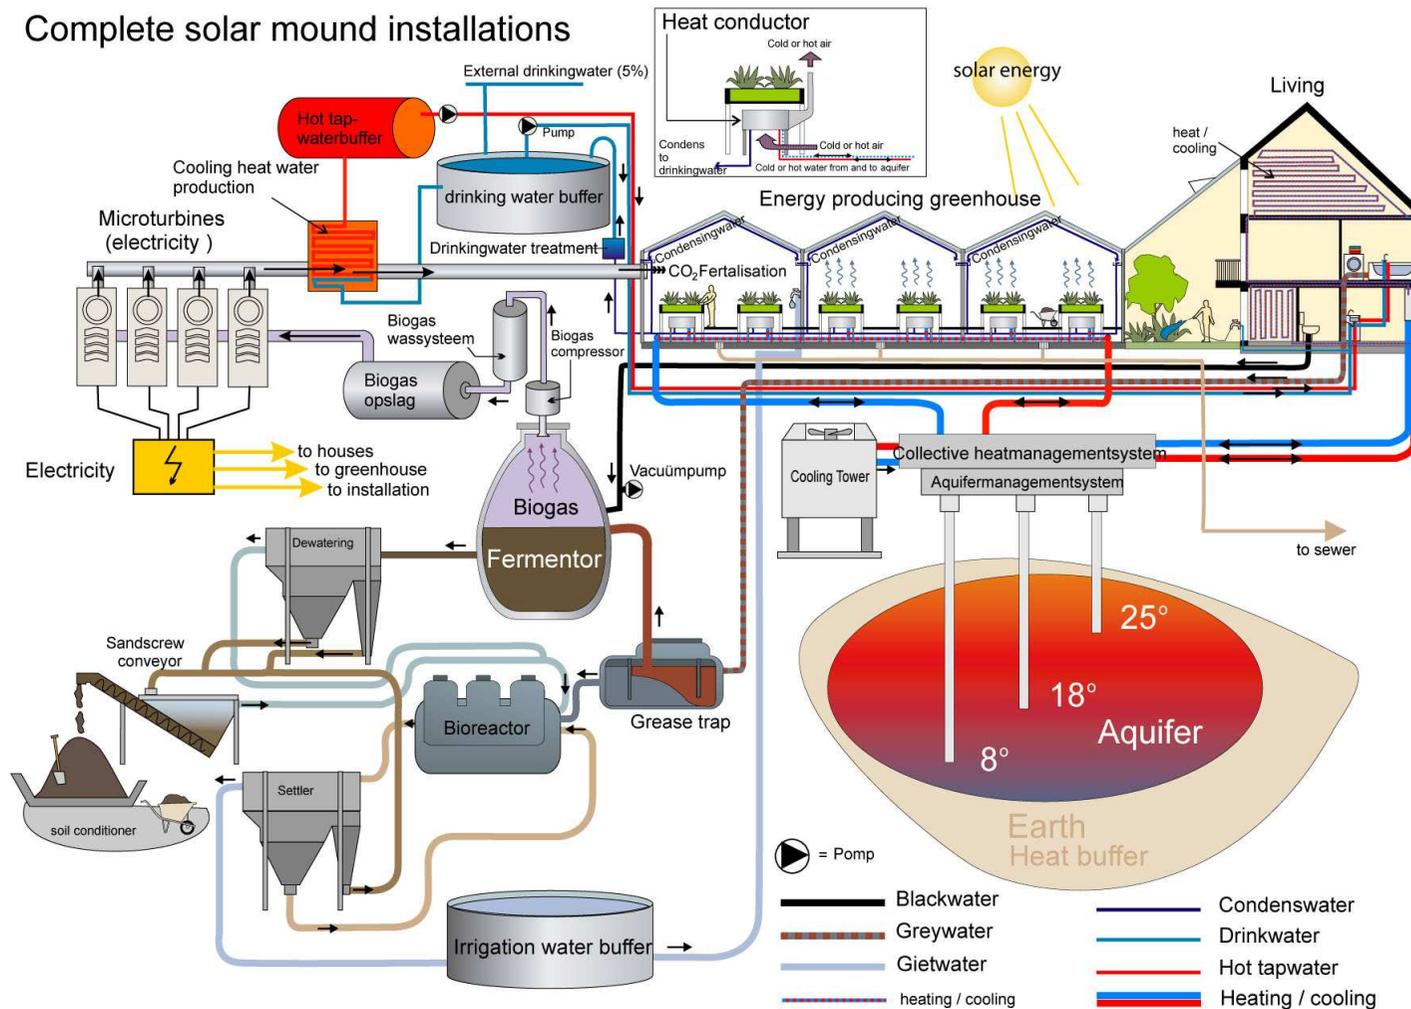 Complete solar mound installations
Heat conductor
Cold or hot air
Condens
to
drinkingwater
Cold or hot air
Cold or hot water from and to aquifer
solar energy
Living
heat /
cooling
External drinkingwater (5%)
Hot tap-
waterbuffer
Pump
Cooling heat water
production
drinking water buffer
Microturbines
(electricity )
Drinkingwater treatment
Energy producing greenhouse
Condensingwater
Condensingwater
Condensingwater
CO2Fertalisation
Biogas
wassysteem
Biogas
compressor
Biogas
opslag
Electricity
to houses
to greenhouse
to installation
Vacuümpump
Biogas
Fermentor
Cooling Tower
Collective heatmanagementsystem
Aquifermanagementsystem
to sewer
Dewatering
Sandscrew
conveyor
Bioreactor
Grease trap
Settler
soil conditioner
Irrigation water buffer
25°
18°
8°
Aquifer
Earth
Heat buffer
= Pomp
Blackwater
Greywater
Gietwater
heating / cooling
Condenswater
Drinkwater
Hot tapwater
Heating / cooling